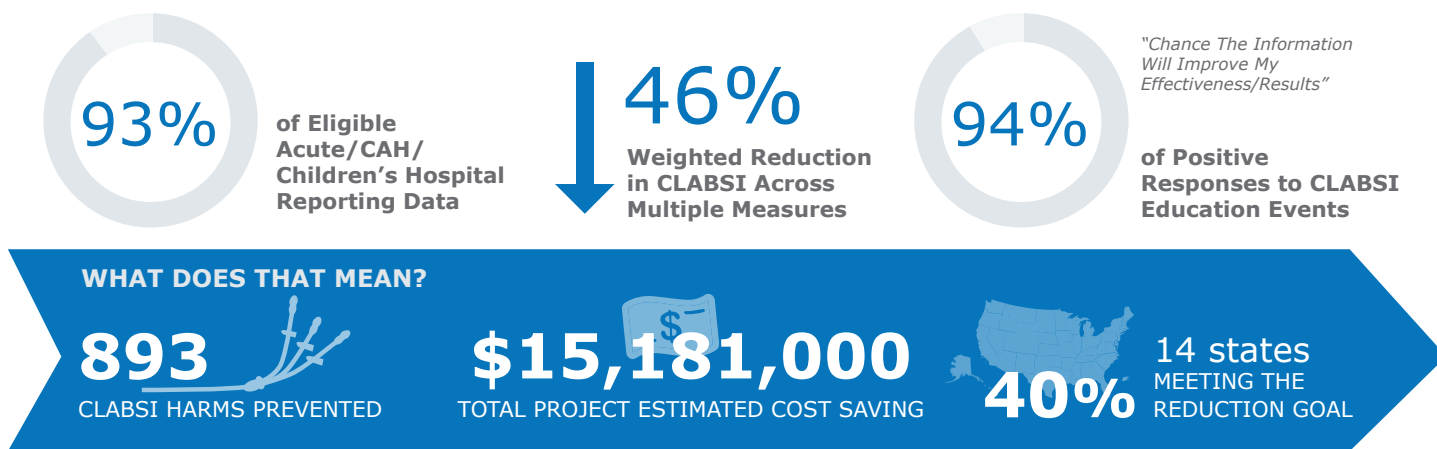 93%
of Eligible
Acute/CAH/
Children’s Hospital
Reporting Data
46%
Weighted Reduction
in CLABSI Across
Multiple Measures
94%
“Chance The Information
Will Improve My
Effectiveness/Results”
of Positive
Responses to CLABSI
Education Events
WHAT DOES THAT MEAN?
893
CLABSI HARMS PREVENTED
$
$15,181,000
TOTAL PROJECT ESTIMATED COST SAVING
40%
14 states
MEETING THE
REDUCTION GOAL